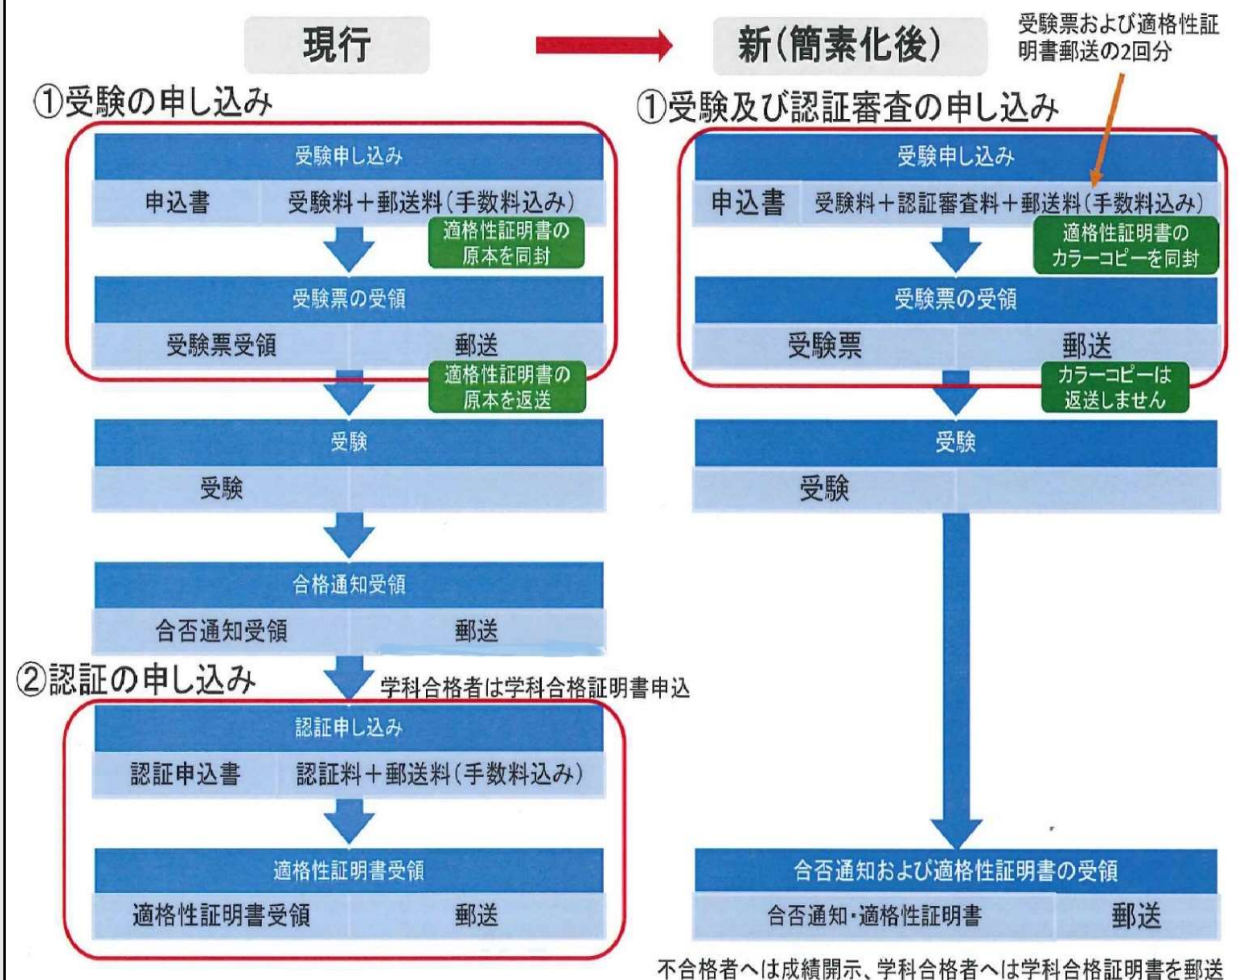 現行
新(簡素化後)
受験票および適格性証
明書郵送の2回分
①受験の申し込み
受験申し込み
申込書 受験料+郵送料(手数料込み)
適格性証明書の
原本を同封
受験票の受領
受験票受領 郵送
適格性証明書の
原本を返送
受験
受験
合格通知受領
合否通知受領 郵送
学科合格者は学科合格証明書申込
②認証の申し込み
認証申し込み
認証申込書 認証料+郵送料(手数料込み)
適格性証明書受領
適格性証明書受領 郵送
①受験及び認証審査の申し込み
受験申し込み
申込書 受験料+認証審査料+郵送料(手数料込み)
適格性証明書の
カラーコピーを同封
受験票の受領
受験票 郵送
カラーコピーは
返送しません
受験
受験
合否通知および適格性証明書の受領
合否通知・適格性証明書 郵送
不合格者へは成績開示、学科合格者へは学科合格証明書を郵送